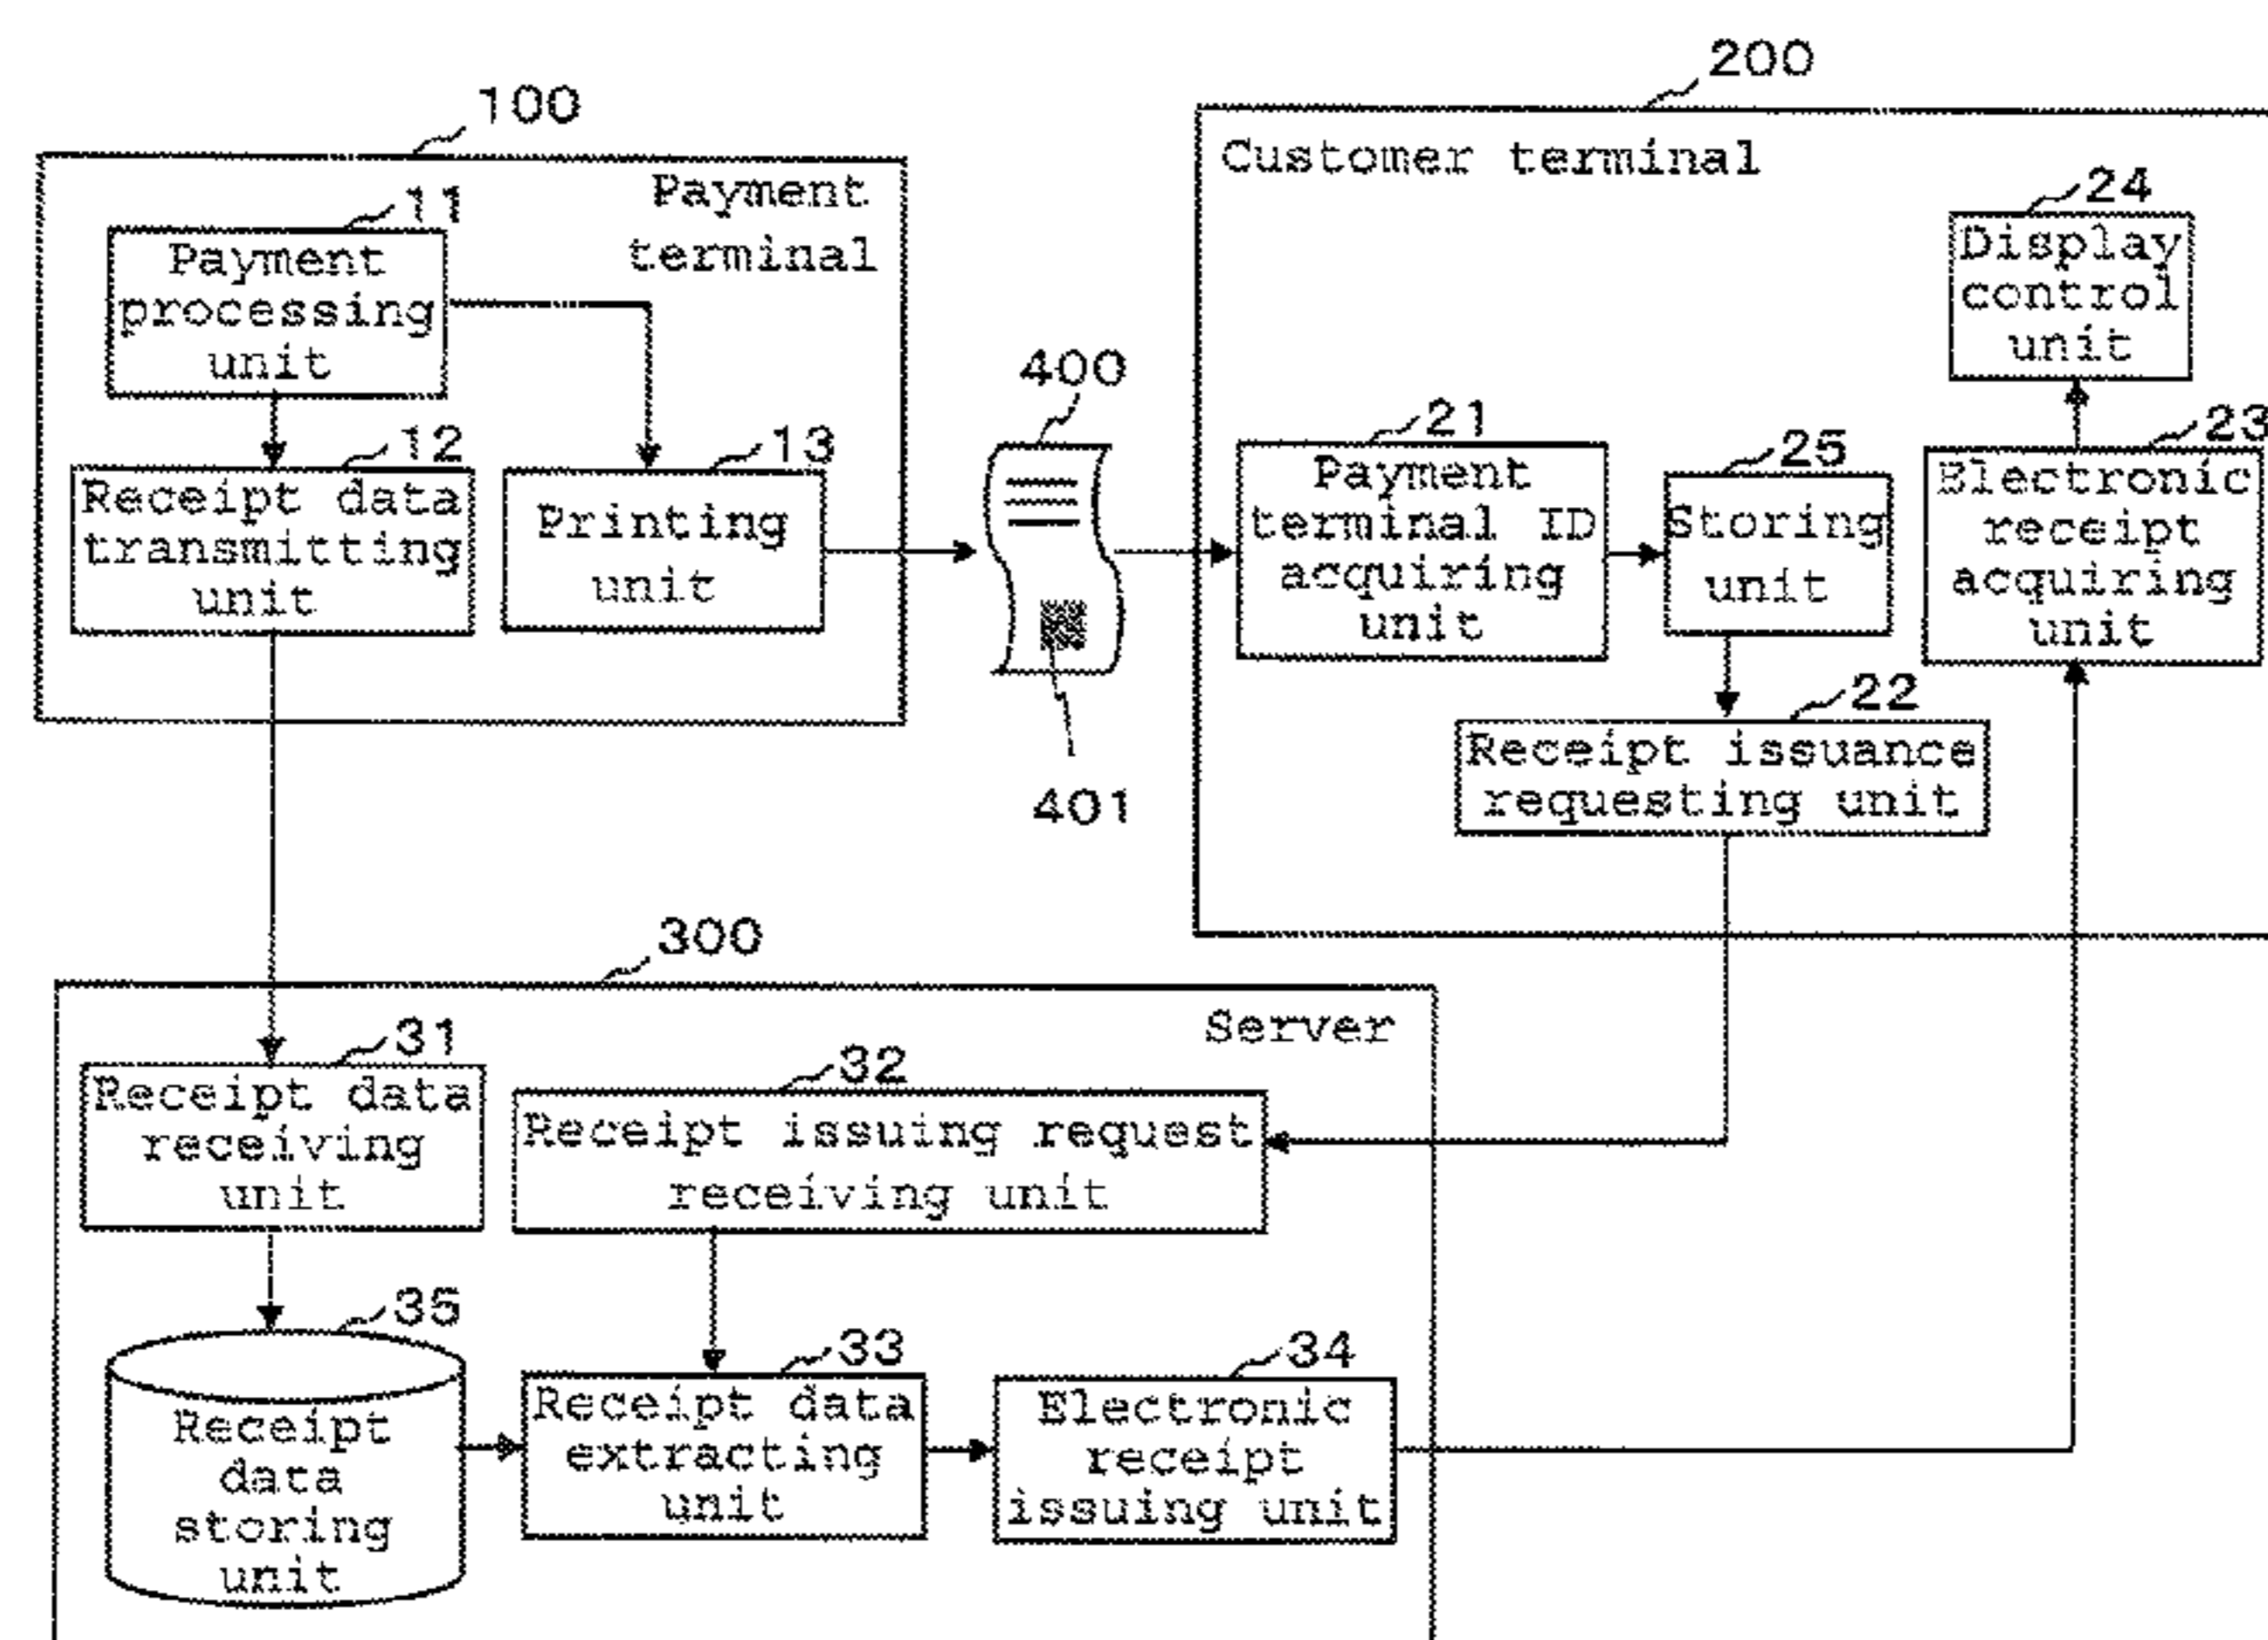 100
Payment
terminal
11
Payment
processing
unit
12
Receipt data
transmitting
unit
13
Printing
unit
400
401
200
Customer terminal
21
Payment
terminal ID
acquiring
unit
25
Storing
unit
24
Display
control
unit
23
Electronic
receipt
acquiring
unit
22
Receipt issuance
requesting unit
300
Server
31
Receipt data
receiving
unit
32
Receipt issuing request
receiving unit
35
Receipt
data
storing
unit
33
Receipt data
extracting
unit
34
Electronic
receipt
issuing unit